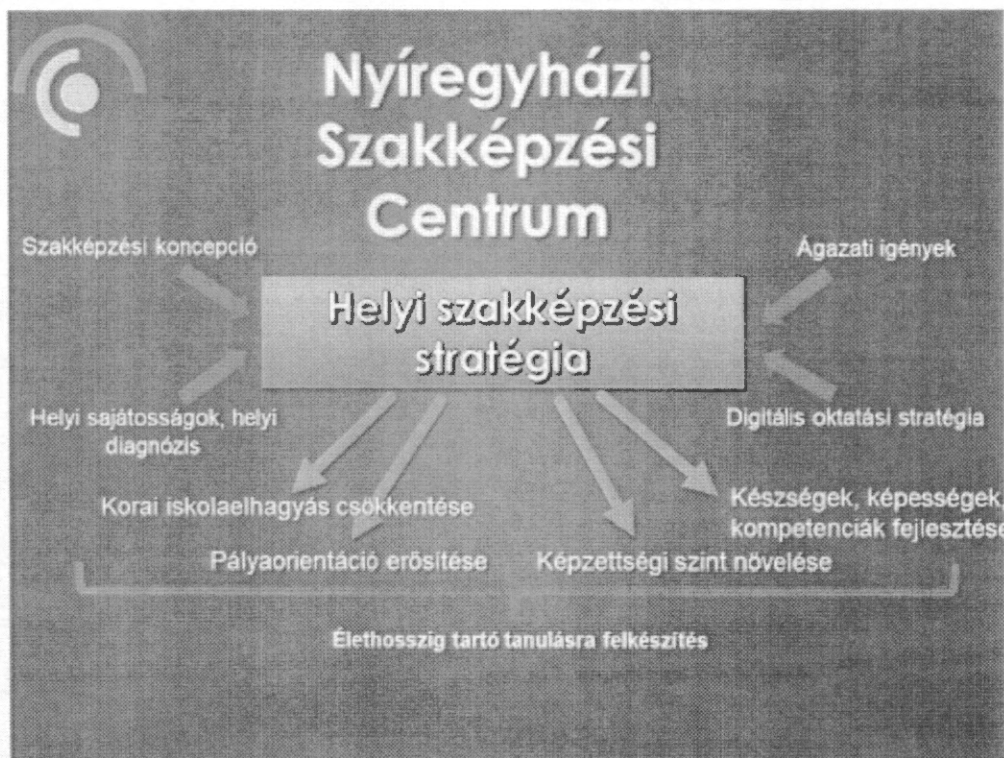 Nyíregyházi
Szakképzési
Centrum
Szakképzési koncepció
Ágazati igények
Helyi szakképzési
stratégia
Helyi sajátosságok, helyi
diagnózis
Digitális oktatási stratégia
Korai iskolaelhagyás csökkentése
Készségek, képességek,
kompetenciák fejlesztése
Pályaorientáció erősítése
Képzettségi szint növelése
Élethosszig tartó tanulásra felkészítés